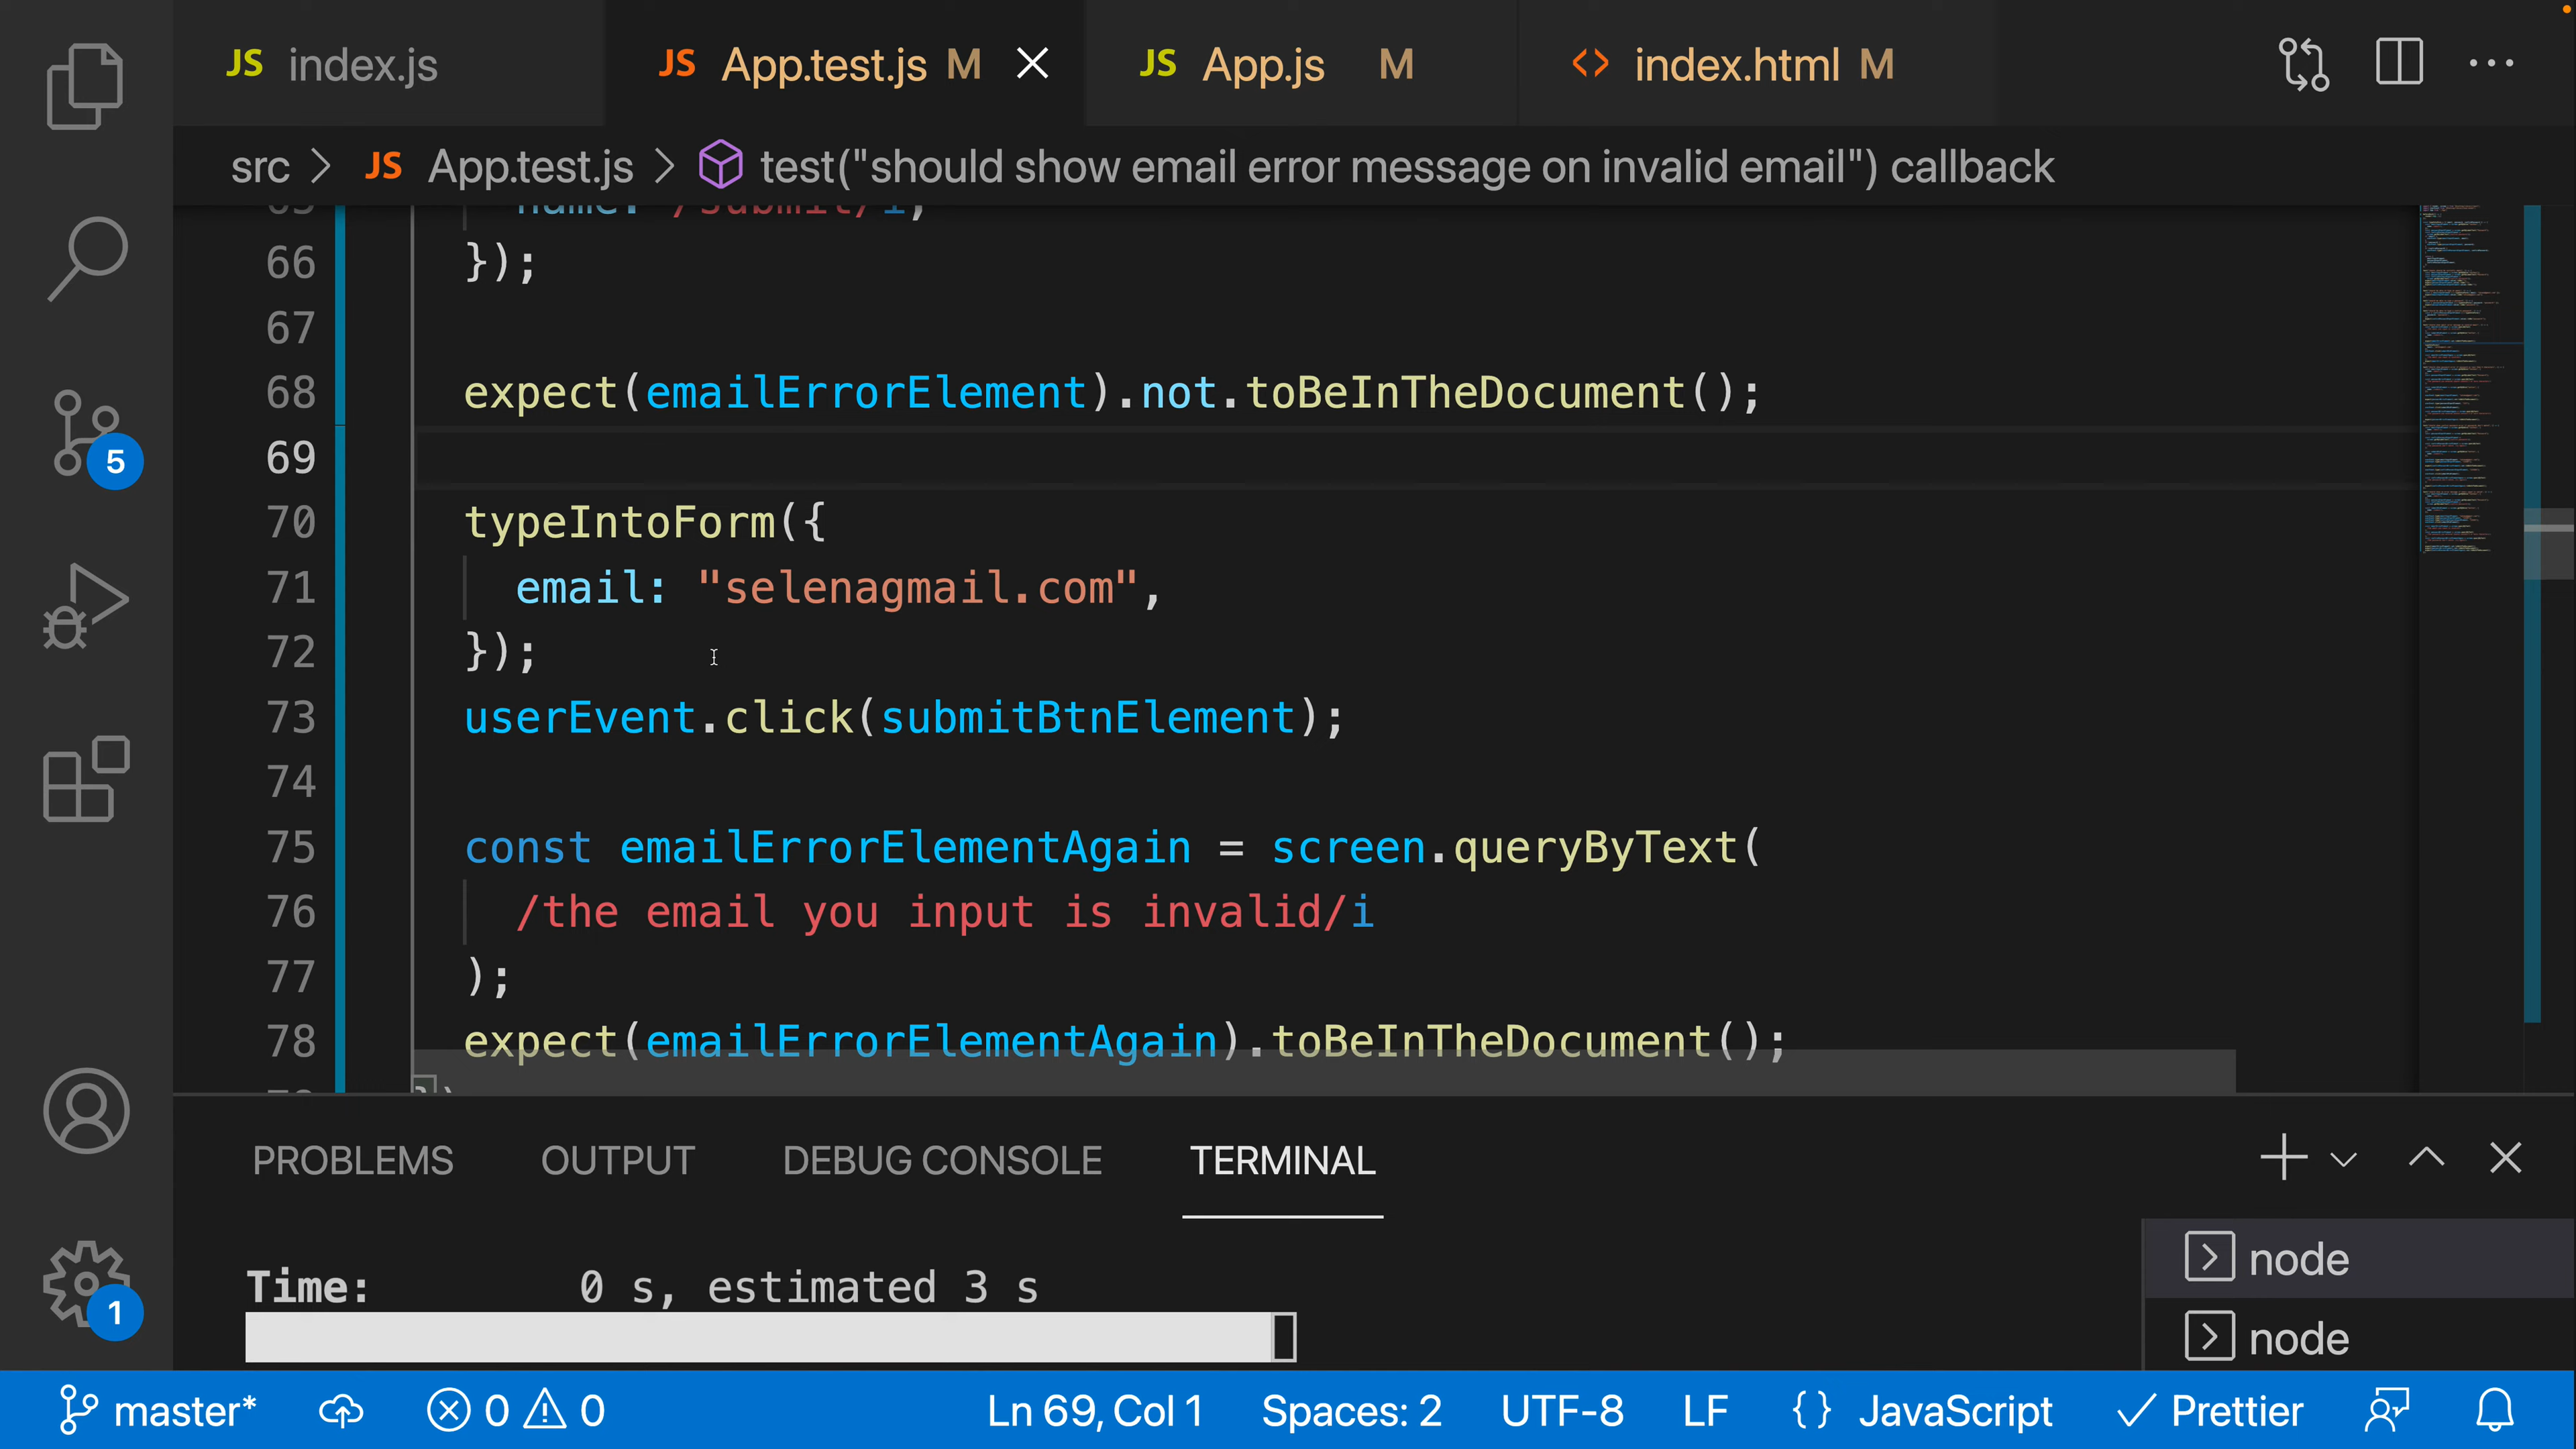 JS index.js JS App.test.js M JS App.js M <> index.html M
src > JS App.test.js > test("should show email error message on invalid email") callback
65 name: /submit/i,
66 });
67
68 expect(emailErrorElement).not.toBeInTheDocument();
69
70 typeIntoForm({
71 email: "selenagmail.com",
72 });
73 userEvent.click(submitBtnElement);
74
75 const emailErrorElementAgain = screen.queryByText(
76 /the email you input is invalid/i
77 );
78 expect(emailErrorElementAgain).toBeInTheDocument();
5
1
PROBLEMS OUTPUT DEBUG CONSOLE TERMINAL
Time: 0 s, estimated 3 s
node
node
master* 0 0 Ln 69, Col 1 Spaces: 2 UTF-8 LF {} JavaScript Prettier